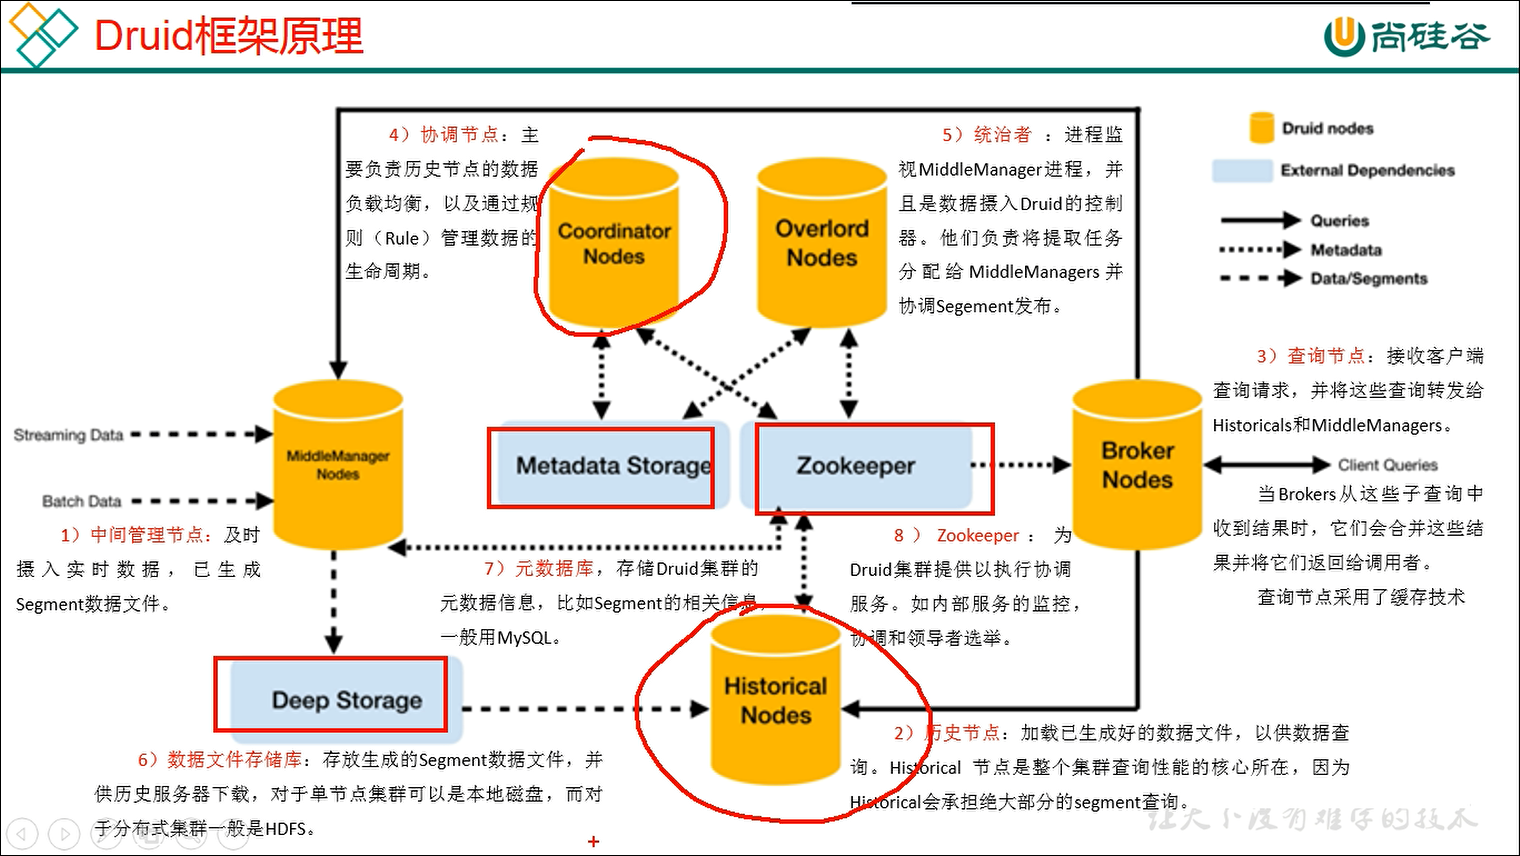 Druid框架原理
尚硅谷
4）协调节点：主
要负责历史节点的数据
负载均衡，以及通过规
则（Rule）管理数据的
生命周期。
Coordinator
Nodes
Overlord
Nodes
5）统治者 ：进程监
视MiddleManager进程，并
且是数据摄入Druid的控制
器。他们负责将提取任务
分配给MiddleManagers并
协调Segement发布。
Druid nodes
External Dependencies
Queries
Metadata
Data/Segments
Streaming Data
Batch Data
MiddleManager
Nodes
Metadata Storage
Zookeeper
Broker
Nodes
Client Queries
3）查询节点：接收客户端
查询请求，并将这些查询转发给
Historicals和MiddleManagers。
当Brokers从这些子查询中
收到结果时，它们会合并这些结
果并将它们返回给调用者。
查询节点采用了缓存技术
1）中间管理节点：及时
摄入实时数据，已生成
Segment数据文件。
7）元数据库，存储Druid集群的
元数据信息，比如Segment的相关信息，
一般用MySQL。
8）Zookeeper：为
Druid集群提供以执行协调
服务。如内部服务的监控，
协调和领导者选举。
Deep Storage
Historical
Nodes
6）数据文件存储库：存放生成的Segment数据文件，并
供历史服务器下载，对于单节点集群可以是本地磁盘，而对
于分布式集群一般是HDFS。
2）历史节点：加载已生成好的数据文件，以供数据查
询。Historical 节点是整个集群查询性能的核心所在，因为
Historical会承担绝大部分的segment查询。
让天下没有难学的技术